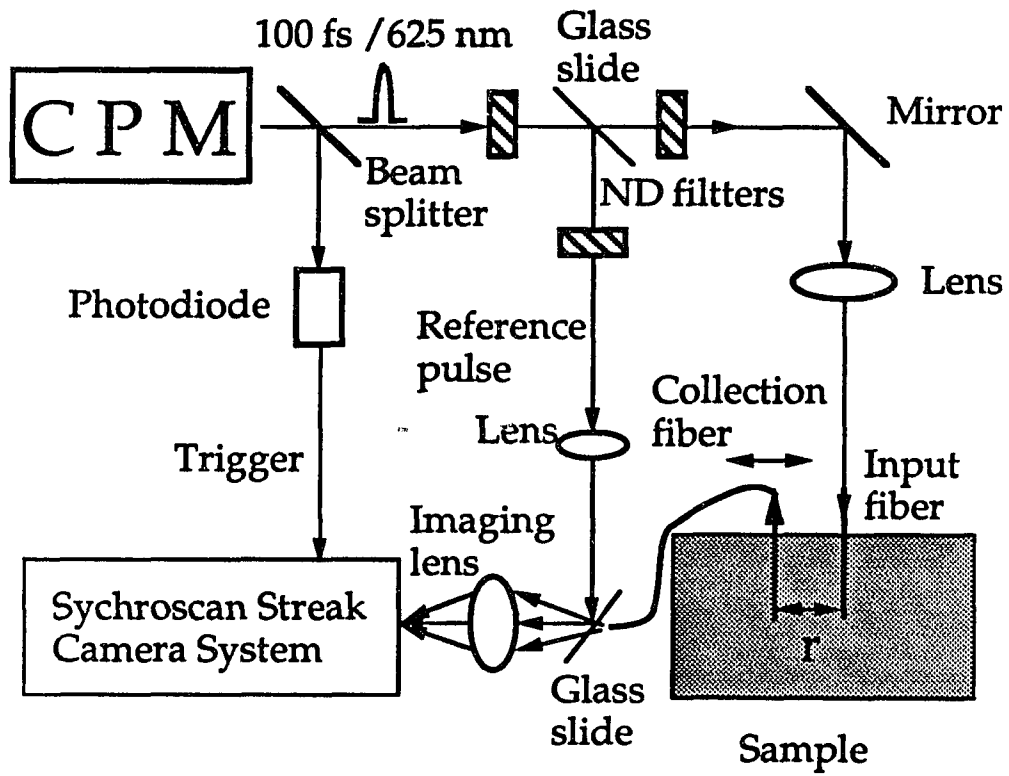 100 fs /625 nm
Glass
slide
C P M
Mirror
Beam
splitter
ND filtters
Photodiode
Lens
Reference
pulse
Collection
fiber
Lens
Trigger
Input
fiber
Imaging
lens
Sychroscan Streak
Camera System
r
Glass
slide
Sample